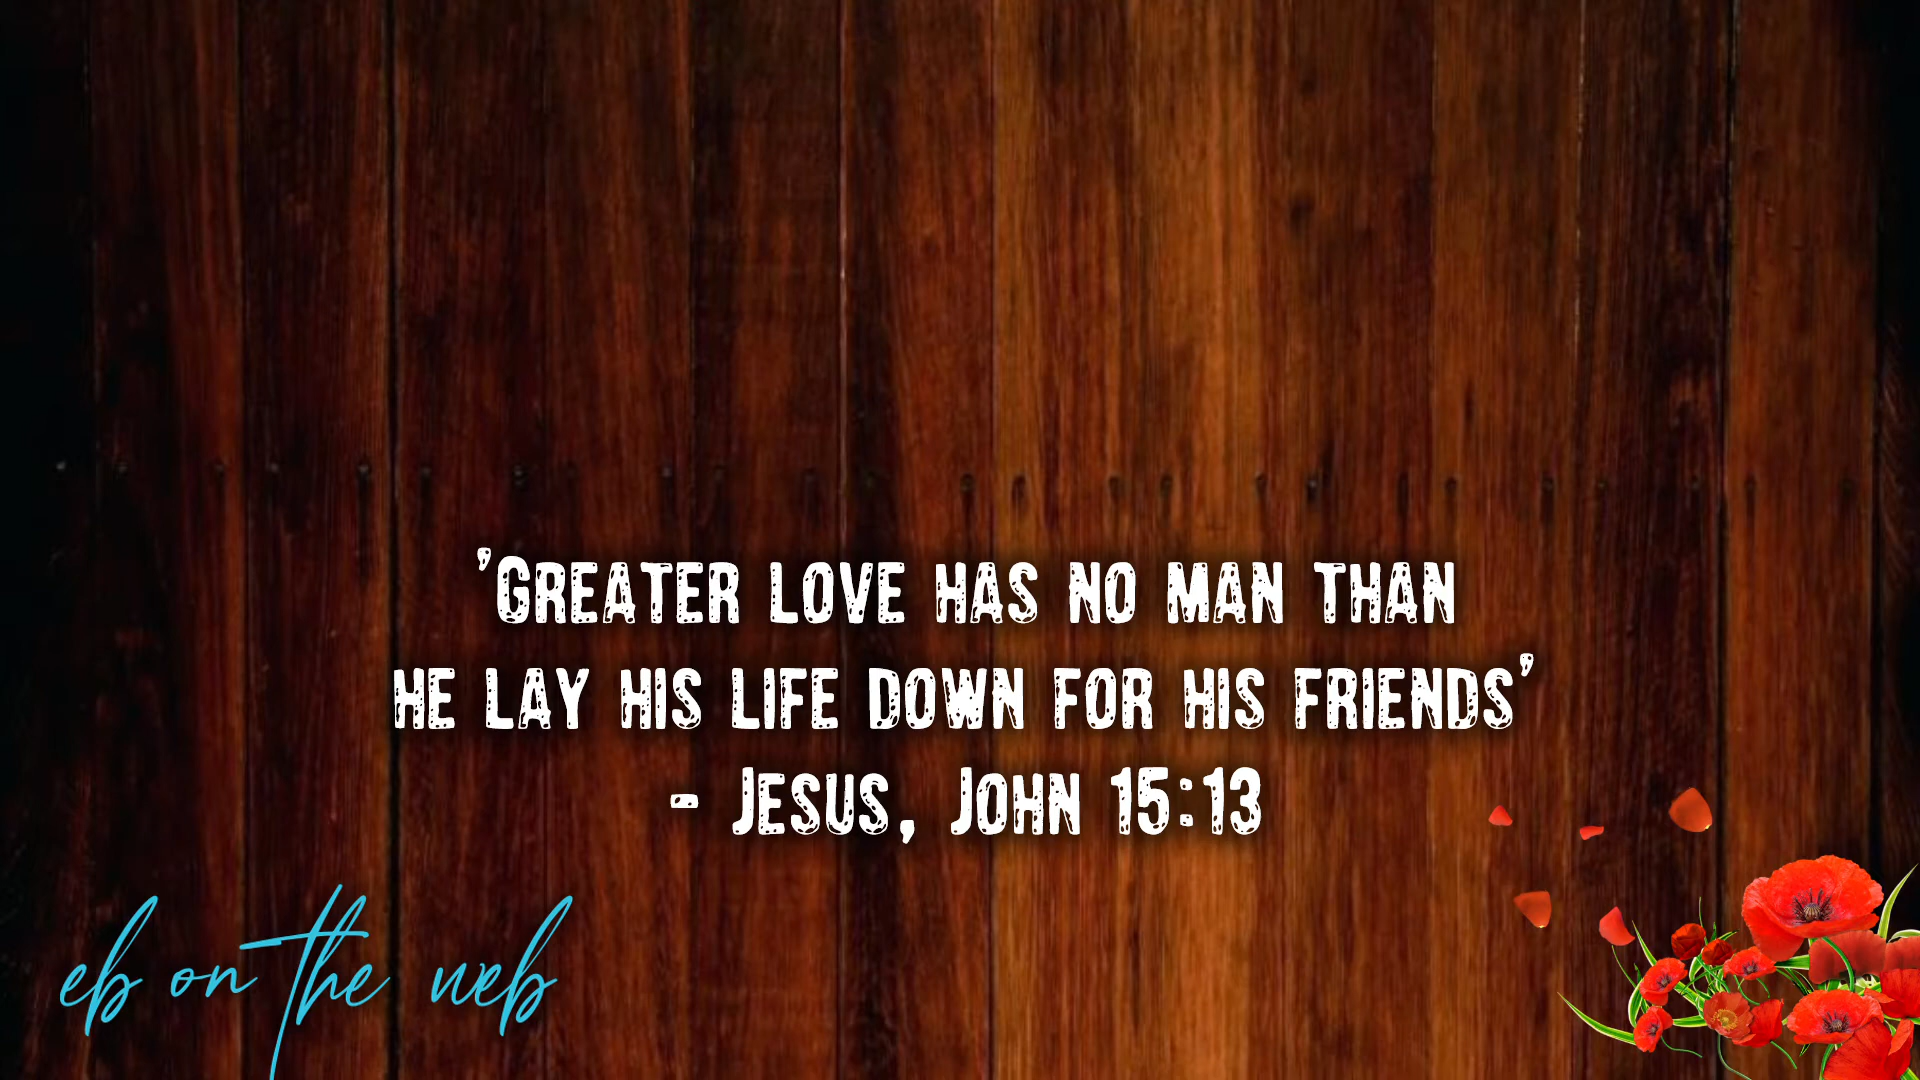 'Greater love has no man than
he lay his life down for his friends'
- Jesus, John 15:13
eb on the web